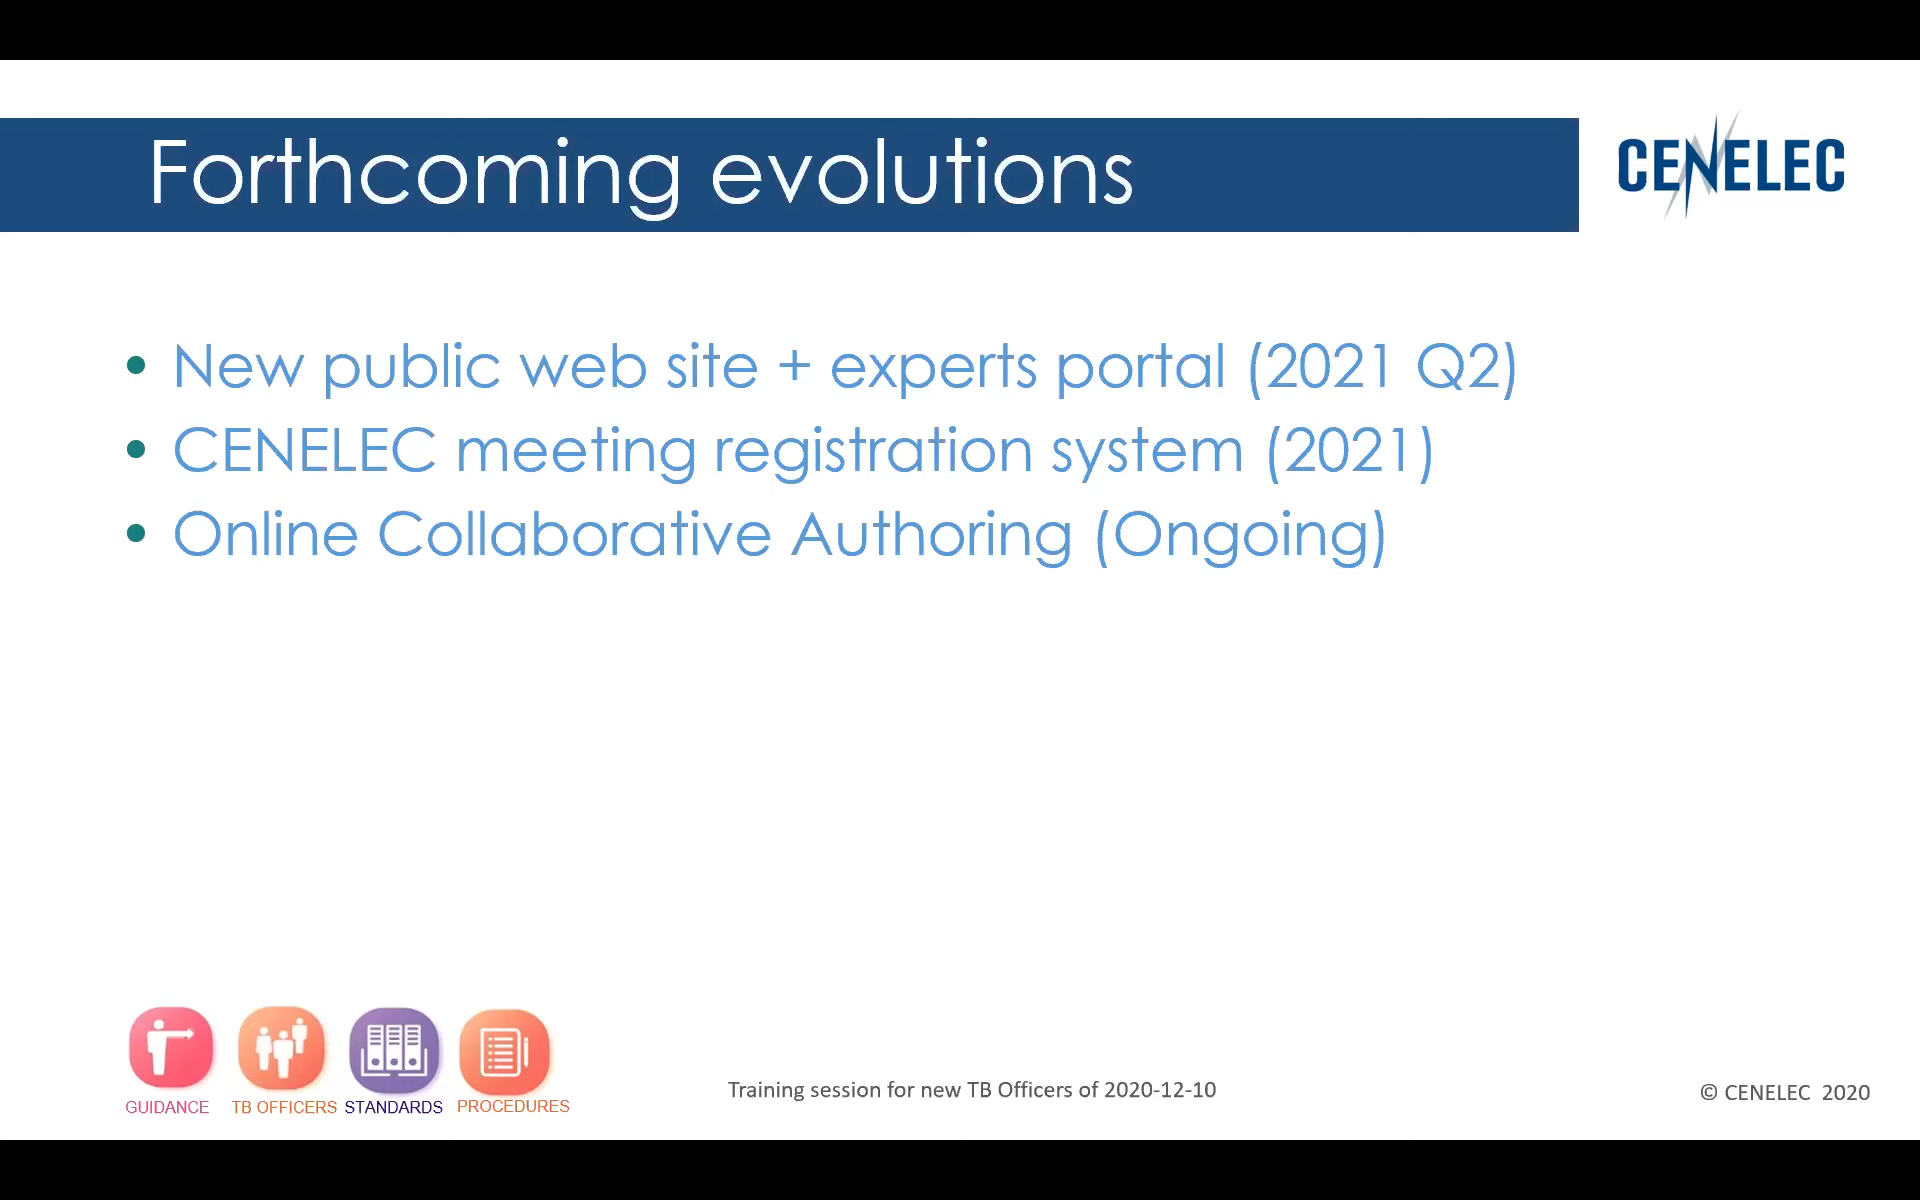 Forthcoming evolutions
CENELEC
• New public web site + experts portal (2021 Q2)
• CENELEC meeting registration system (2021)
• Online Collaborative Authoring (Ongoing)
GUIDANCE TB OFFICERS STANDARDS PROCEDURES
Training session for new TB Officers of 2020-12-10
© CENELEC 2020